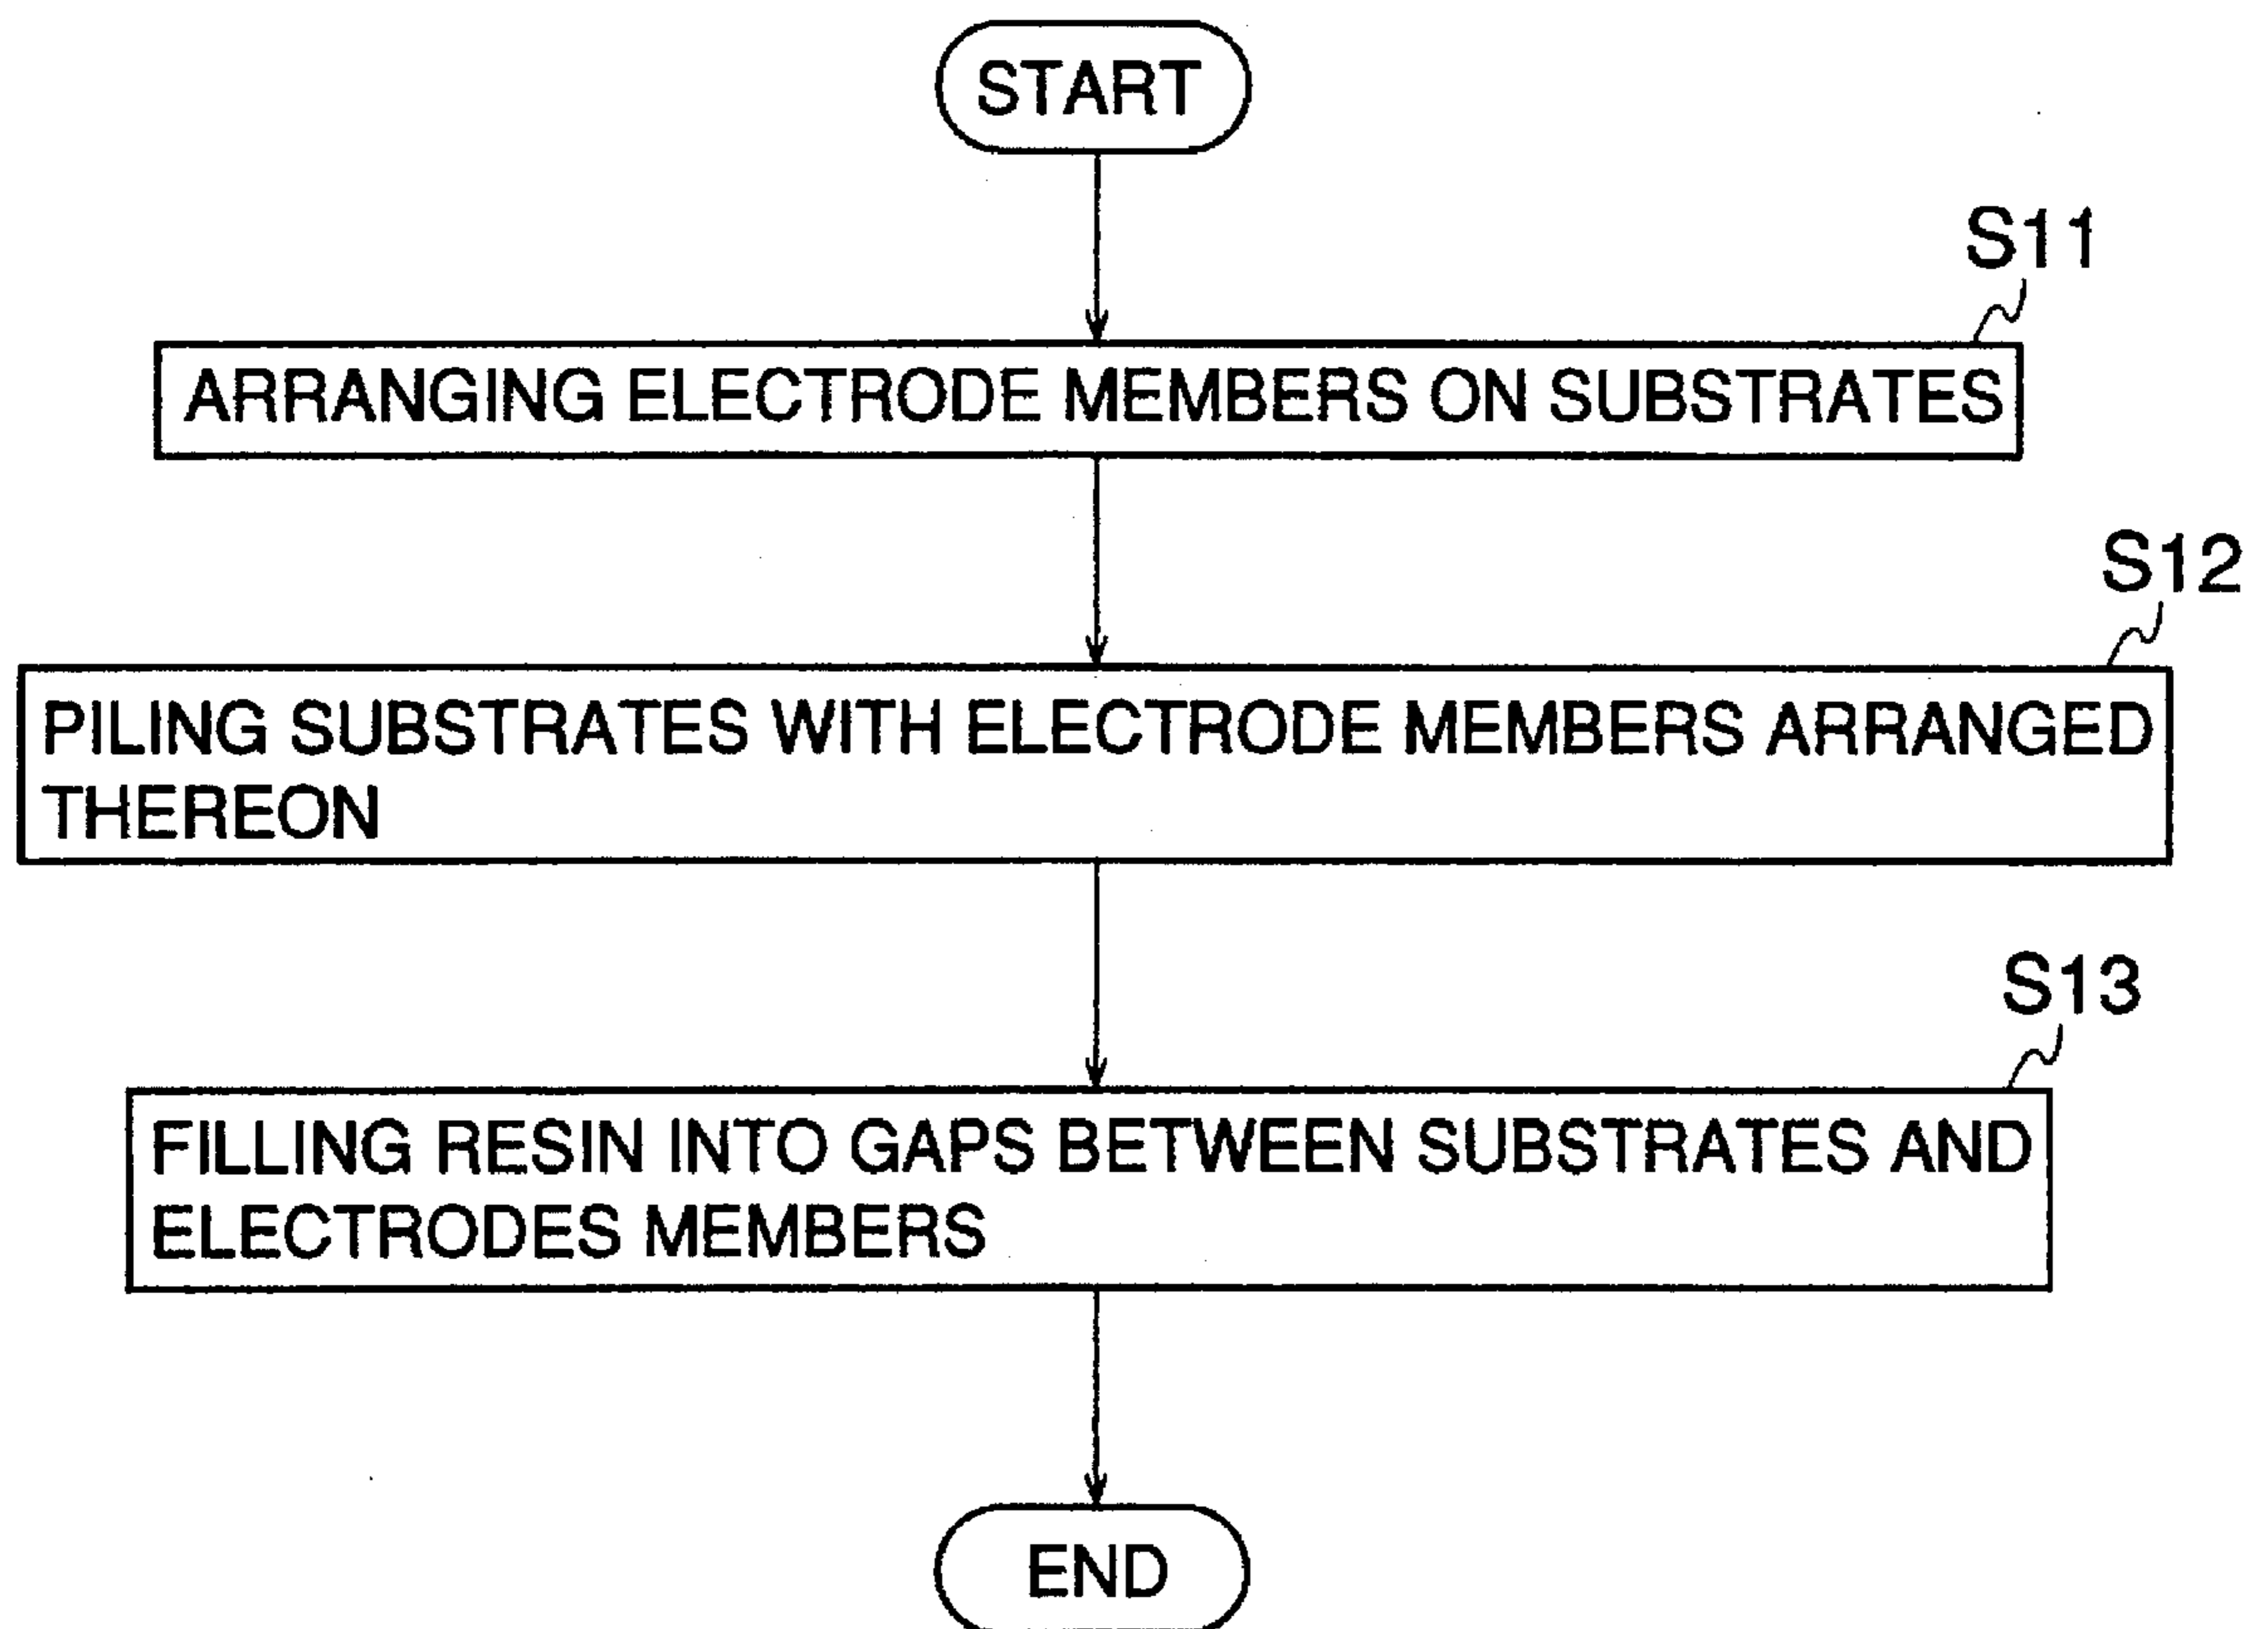 START
S11
ARRANGING ELECTRODE MEMBERS ON SUBSTRATES
S12
PILING SUBSTRATES WITH ELECTRODE MEMBERS ARRANGED
THEREON
S13
FILLING RESIN INTO GAPS BETWEEN SUBSTRATES AND
ELECTRODES MEMBERS
END